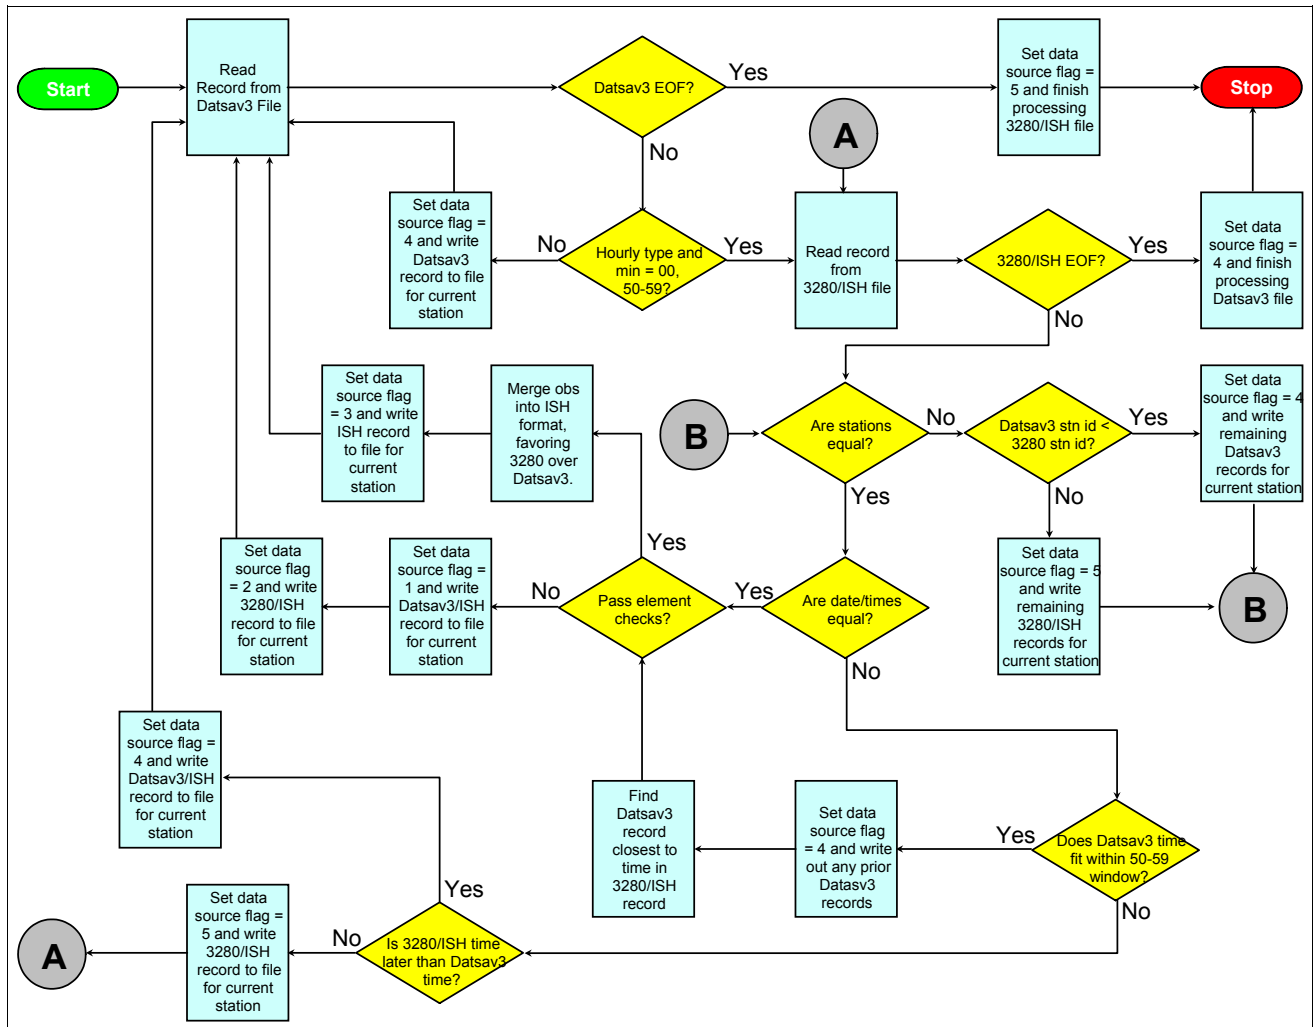 Start
Read
Record from
Datsav3 File
Datsav3 EOF?
Yes
No
Set data
source flag =
5 and finish
processing
3280/ISH file
Stop
A
Set data
source flag =
4 and write
Datsav3
record to file
for current
station
No
Hourly type and
min = 00,
50-59?
Yes
Read record
from
3280/ISH file
3280/ISH EOF?
Yes
No
Set data
source flag
= 4 and finish
processing
Datsav3 file
Set data
source flag
= 3 and write
ISH record
to file for
current
station
Merge obs
into ISH
format,
favoring
3280 over
Datsav3.
B
Are stations
equal?
No
Yes
Datsav3 stn id <
3280 stn id?
Yes
No
Set data
source flag = 4
and write
remaining
Datsav3
records for
current station
Set data
source flag
= 2 and write
3280/ISH
record to file
for current
station
Set data
source flag =
1 and write
Datsav3/ISH
record to file
for current
station
No
Yes
Pass element
checks?
Yes
Are date/times
equal?
No
Set data
source flag = 5
and write
remaining
3280/ISH
records for
current station
B
Set data
source flag =
4 and write
Datsav3/ISH
record to file
for current
station
Find
Datsav3
record
closest to
time in
3280/ISH
record
Set data
source flag
= 4 and write
out any prior
Datasv3
records
Yes
Does Datsav3 time
fit within 50-59
window?
No
A
Set data
source flag =
5 and write
3280/ISH
record to file
for current
station
No
Yes
Is 3280/ISH time
later than Datsav3
time?